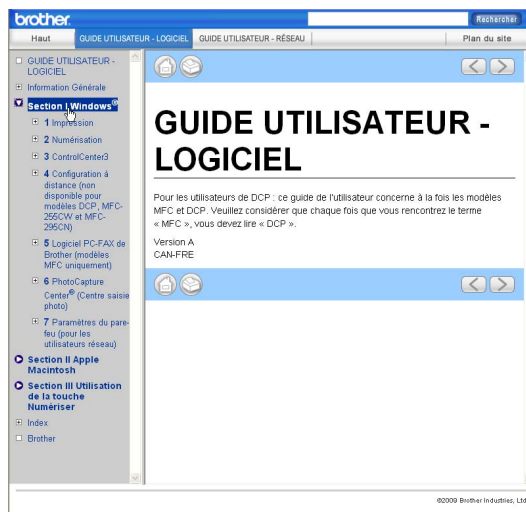 brother
Rechercher
Haut
GUIDE UTILISATEUR - LOGICIEL
GUIDE UTILISATEUR - RÉSEAU
Plan du site
GUIDE UTILISATEUR -
LOGICIEL
Information Générale
Section I Windows®
1 Impression
2 Numérisation
3 ControlCenter3
4 Configuration à
distance (non
disponible pour
modèles DCP, MFC-
255CW et MFC-
295CN)
5 Logiciel PC-FAX de
Brother (modèles
MFC uniquement)
6 PhotoCapture
Center® (Centre saisie
photo)
7 Paramètres du pare-
feu (pour les
utilisateurs réseau)
Section II Apple
Macintosh
Section III Utilisation
de la touche
Numériser
Index
Brother
GUIDE UTILISATEUR -
LOGICIEL
Pour les utilisateurs de DCP : ce guide de l'utilisateur concerne à la fois les modèles
MFC et DCP. Veuillez considérer que chaque fois que vous rencontrez le terme
« MFC », vous devez lire « DCP ».
Version A
CAN-FRE
©2009 Brother Industries, Ltd